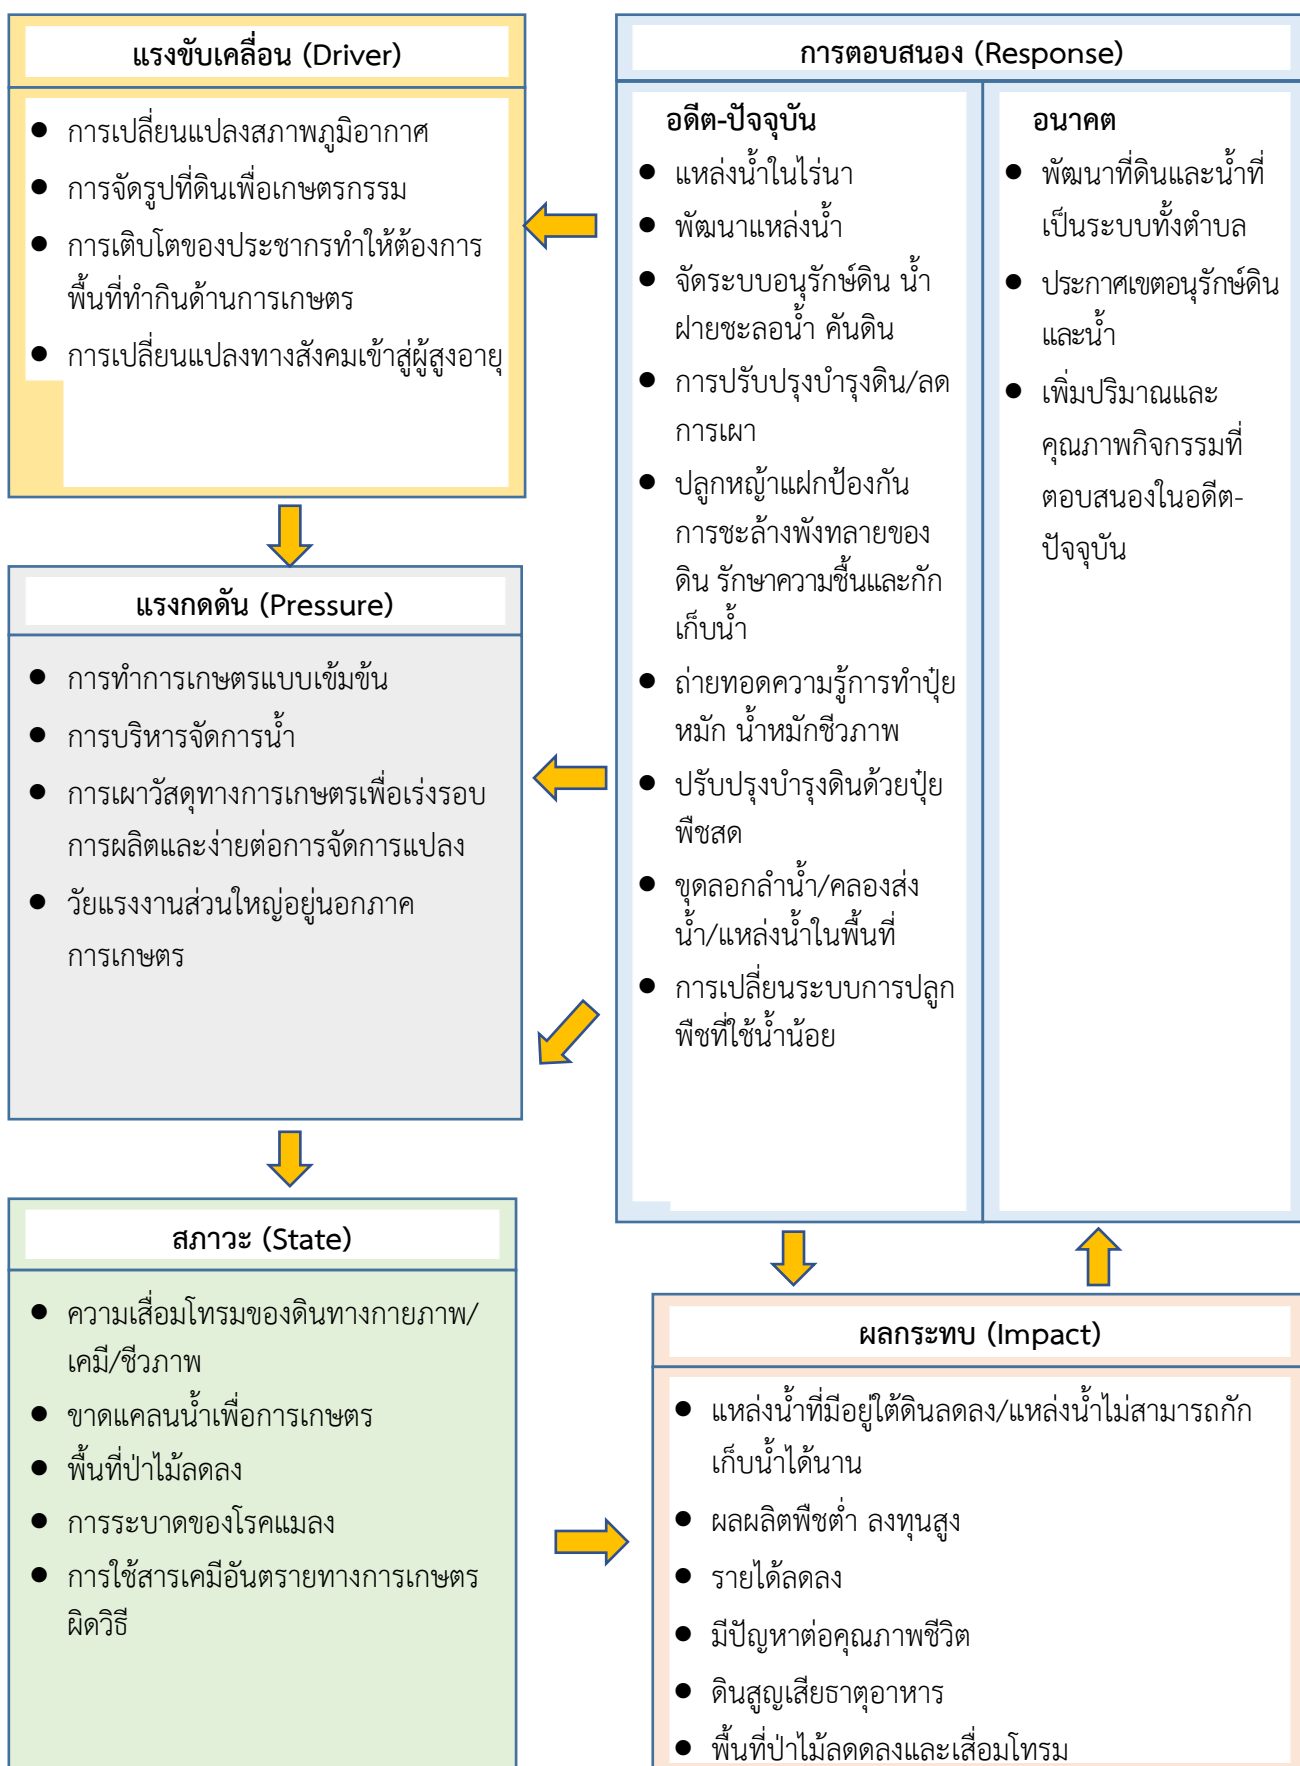 แรงขับเคลื่อน (Driver)
● การเปลี่ยนแปลงสภาพภูมิอากาศ
● การจัดรูปที่ดินเพื่อเกษตรกรรม
● การเติบโตของประชากรทำให้ต้องการ
พื้นที่ทำกินด้านการเกษตร
● การเปลี่ยนแปลงทางสังคมเข้าสู่ผู้สูงอายุ
แรงกดดัน (Pressure)
● การทำการเกษตรแบบเข้มข้น
● การบริหารจัดการน้ำ
● การเผาวัสดุทางการเกษตรเพื่อเร่งรอบ
การผลิตและง่ายต่อการจัดการแปลง
● วัยแรงงานส่วนใหญ่อยู่นอกภาค
การเกษตร
สภาวะ (State)
● ความเสื่อมโทรมของดินทางกายภาพ/
เคมี/ชีวภาพ
● ขาดแคลนน้ำเพื่อการเกษตร
● พื้นที่ป่าไม้ลดลง
● การระบาดของโรคแมลง
● การใช้สารเคมีอันตรายทางการเกษตร
ผิดวิธี
การตอบสนอง (Response)
อดีต-ปัจจุบัน
● แหล่งน้ำในไร่นา
● พัฒนาแหล่งน้ำ
● จัดระบบอนุรักษ์ดิน น้ำ
ฝายชะลอน้ำ คันดิน
● การปรับปรุงบำรุงดิน/ลด
การเผา
● ปลูกหญ้าแฝกป้องกัน
การชะล้างพังทลายของ
ดิน รักษาความชื้นและกัก
เก็บน้ำ
● ถ่ายทอดความรู้การทำปุ๋ย
หมัก น้ำหมักชีวภาพ
● ปรับปรุงบำรุงดินด้วยปุ๋ย
พืชสด
● ขุดลอกลำน้ำ/คลองส่ง
น้ำ/แหล่งน้ำในพื้นที่
● การเปลี่ยนระบบการปลูก
พืชที่ใช้น้ำน้อย
อนาคต
● พัฒนาที่ดินและน้ำที่
เป็นระบบทั้งตำบล
● ประกาศเขตอนุรักษ์ดิน
และน้ำ
● เพิ่มปริมาณและ
คุณภาพกิจกรรมที่
ตอบสนองในอดีต-
ปัจจุบัน
ผลกระทบ (Impact)
● แหล่งน้ำที่มีอยู่ใต้ดินลดลง/แหล่งน้ำไม่สามารถกัก
เก็บน้ำได้นาน
● ผลผลิตพืชต่ำ ลงทุนสูง
● รายได้ลดลง
● มีปัญหาต่อคุณภาพชีวิต
● ดินสูญเสียธาตุอาหาร
● พื้นที่ป่าไม้ลดดลงและเสื่อมโทรม